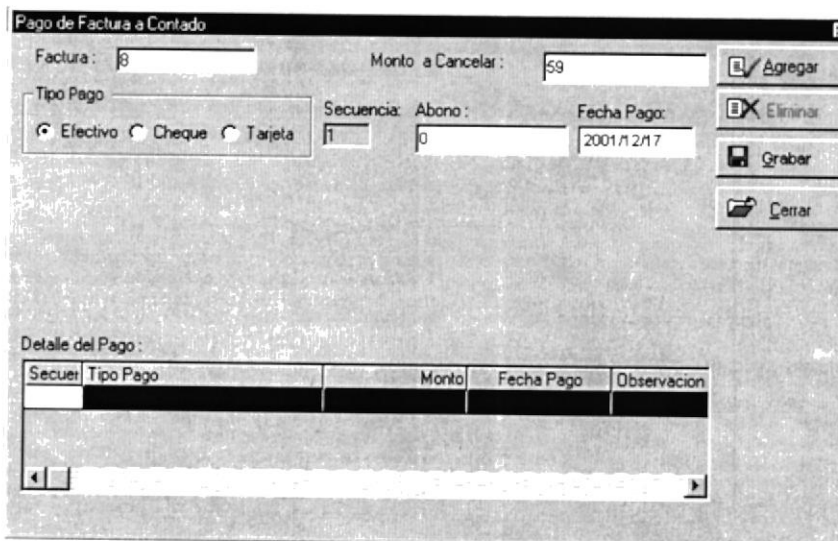 Pago de Factura a Contado
Factura : 8 Monto a Cancelar : 59
Agregar
Tipo Pago
Efectivo Cheque Tarjeta
Secuencia: Abono : Fecha Pago:
1 0 2001/12/17
Eliminar
Grabar
Cerrar
Detalle del Pago :
Secuer Tipo Pago Monto Fecha Pago Observacion